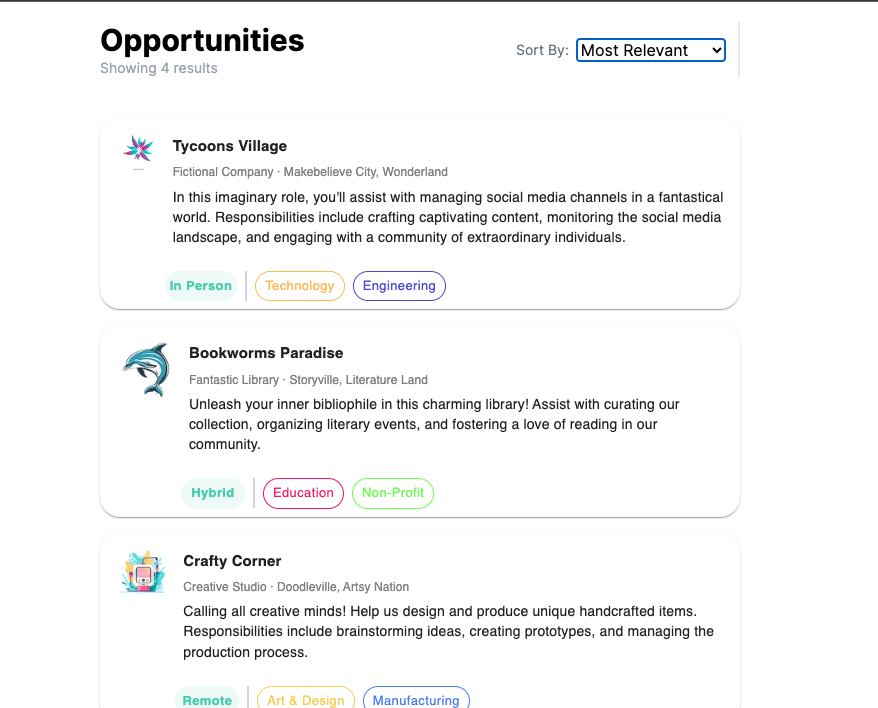 Opportunities
Showing 4 results
Sort By: Most Relevant
Tycoons Village
Fictional Company · Makebelieve City, Wonderland
In this imaginary role, you'll assist with managing social media channels in a fantastical
world. Responsibilities include crafting captivating content, monitoring the social media
landscape, and engaging with a community of extraordinary individuals.
In Person Technology Engineering
Bookworms Paradise
Fantastic Library · Storyville, Literature Land
Unleash your inner bibliophile in this charming library! Assist with curating our
collection, organizing literary events, and fostering a love of reading in our
community.
Hybrid Education Non-Profit
Crafty Corner
Creative Studio · Doodleville, Artsy Nation
Calling all creative minds! Help us design and produce unique handcrafted items.
Responsibilities include brainstorming ideas, creating prototypes, and managing the
production process.
Remote Art & Design Manufacturing